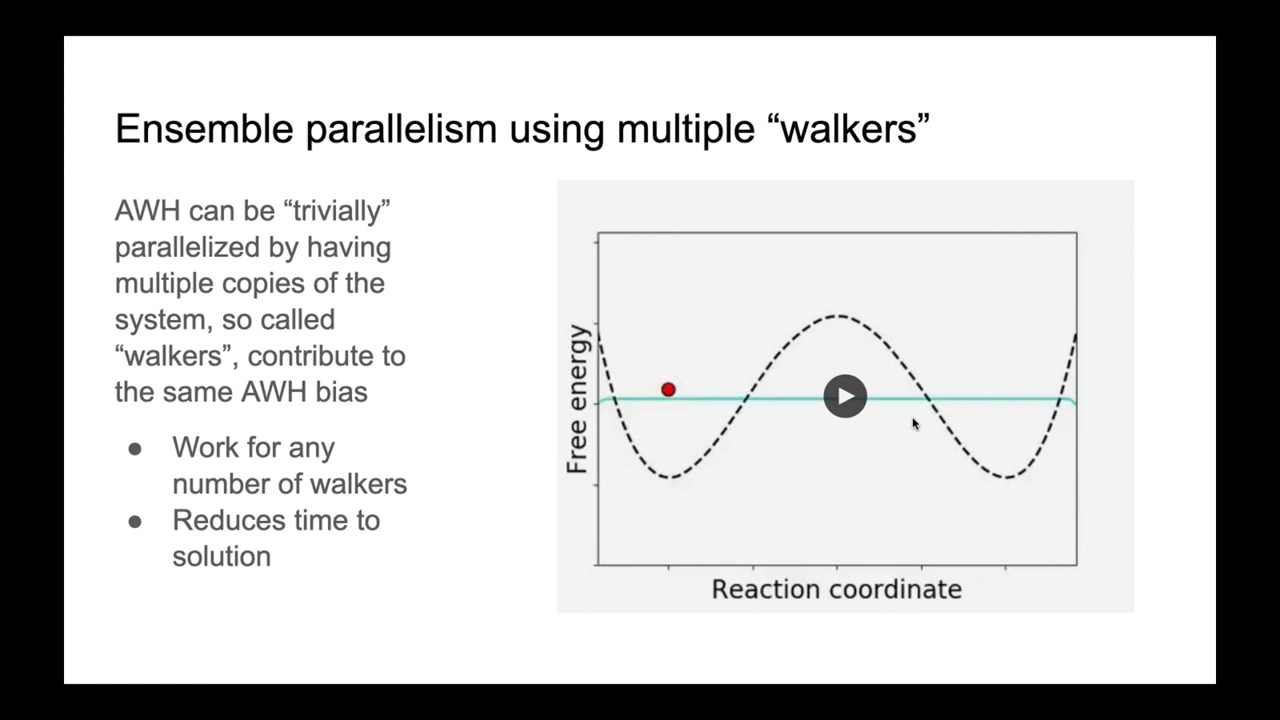 Ensemble parallelism using multiple “walkers”
AWH can be “trivially”
parallelized by having
multiple copies of the
system, so called
“walkers”, contribute to
the same AWH bias
● Work for any
number of walkers
● Reduces time to
solution
Free energy
Reaction coordinate